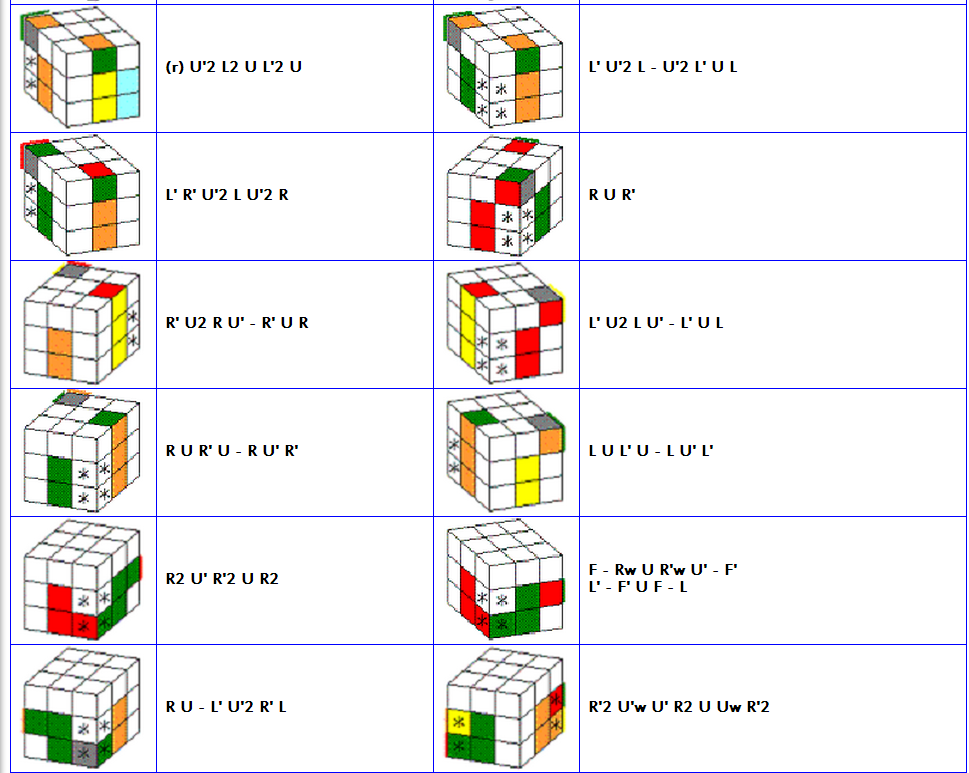 (r) U'2 L2 U L'2 U
L' U'2 L - U'2 L' U L
L' R' U'2 L U'2 R
R U R'
R' U2 R U' - R' U R
L' U2 L U' - L' U L
R U R' U - R U' R'
L U L' U - L U' L'
R2 U' R'2 U R2
F - Rw U R'w U' - F'
L' - F' U F - L
R U - L' U'2 R' L
R'2 U'w U' R2 U Uw R'2